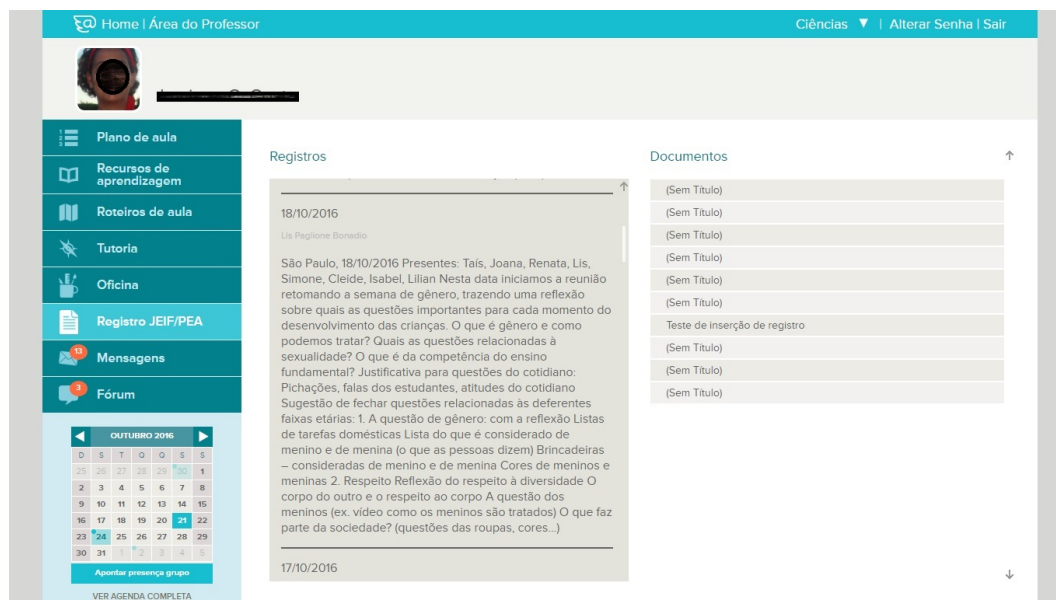 Home | Área do Professor
Ciências ▼ | Alterar Senha | Sair
Plano de aula
Recursos de
aprendizagem
Roteiros de aula
Tutoria
Oficina
Registro JEIF/PEA
13
Mensagens
3
Fórum
OUTUBRO 2016
D S T Q Q S S
25 26 27 28 29 30 1
2 3 4 5 6 7 8
9 10 11 12 13 14 15
16 17 18 19 20 21 22
23 24 25 26 27 28 29
30 31 1 2 3 4 5
Apontar presença grupo
VER AGENDA COMPLETA
Registros
18/10/2016
Lis Peglione Bonadio
São Paulo, 18/10/2016 Presentes: Taís, Joana, Renata, Lis,
Simone, Cleide, Isabel, Lilian Nesta data iniciamos a reunião
retomando a semana de gênero, trazendo uma reflexão
sobre quais as questões importantes para cada momento do
desenvolvimento das crianças. O que é gênero e como
podemos tratar? Quais as questões relacionadas à
sexualidade? O que é da competência do ensino
fundamental? Justificativa para questões do cotidiano:
Pichações, falas dos estudantes, atitudes do cotidiano
Sugestão de fechar questões relacionadas às deferentes
faixas etárias: 1. A questão de gênero: com a reflexão Listas
de tarefas domésticas Lista do que é considerado de
menino e de menina (o que as pessoas dizem) Brincadeiras
– consideradas de menino e de menina Cores de meninos e
meninas 2. Respeito Reflexão do respeito à diversidade O
corpo do outro e o respeito ao corpo A questão dos
meninos (ex. vídeo como os meninos são tratados) O que faz
parte da sociedade? (questões das roupas, cores...)
17/10/2016
Documentos
(Sem Título)
(Sem Título)
(Sem Título)
(Sem Título)
(Sem Título)
(Sem Título)
Teste de inserção de registro
(Sem Título)
(Sem Título)
(Sem Título)